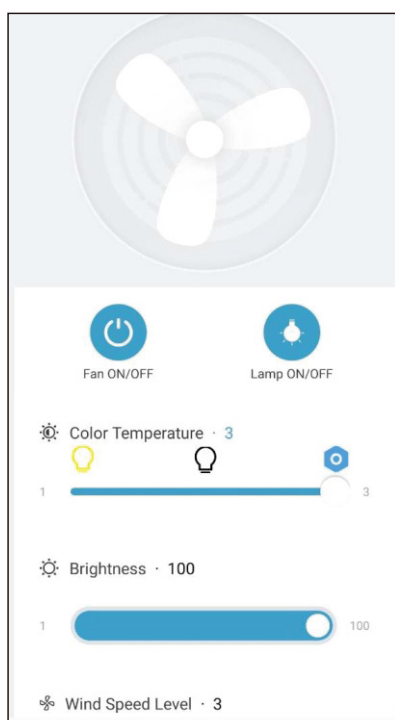 Fan ON/OFF Lamp ON/OFF
Color Temperature · 3
1 3
Brightness · 100
1 100
Wind Speed Level · 3